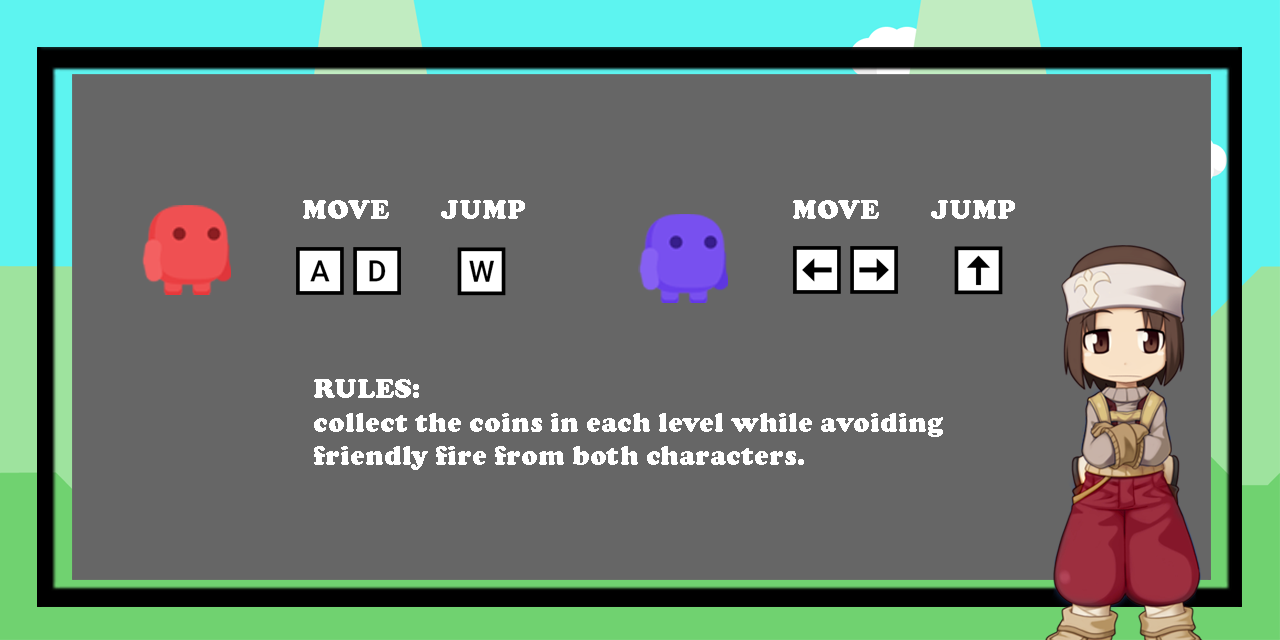 MOVE JUMP MOVE JUMP
A D W ← → ↑
RULES:
collect the coins in each level while avoiding
friendly fire from both characters.